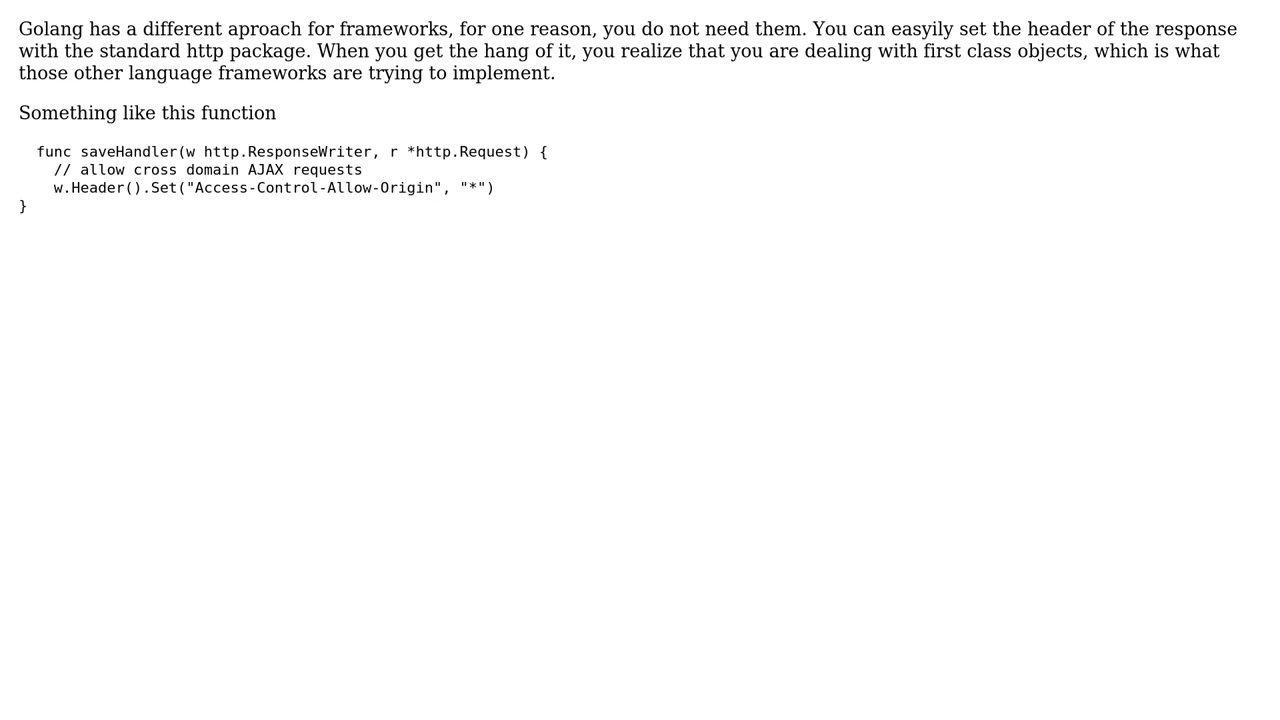 Golang has a different aproach for frameworks, for one reason, you do not need them. You can easyily set the header of the response
with the standard http package. When you get the hang of it, you realize that you are dealing with first class objects, which is what
those other language frameworks are trying to implement.
Something like this function
  func saveHandler(w http.ResponseWriter, r *http.Request) {
    // allow cross domain AJAX requests
    w.Header().Set("Access-Control-Allow-Origin", "*")
}